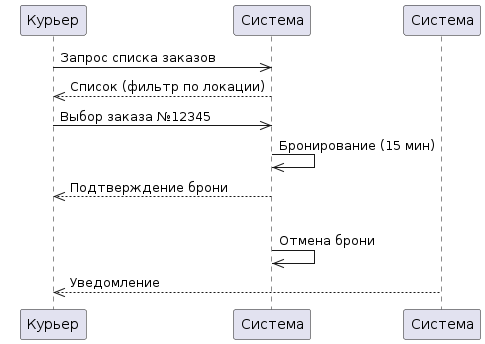 Курьер Система Система
Запрос списка заказов
Список (фильтр по локации)
Выбор заказа №12345
Бронирование (15 мин)
Подтверждение брони
Отмена брони
Уведомление
Курьер Система Система